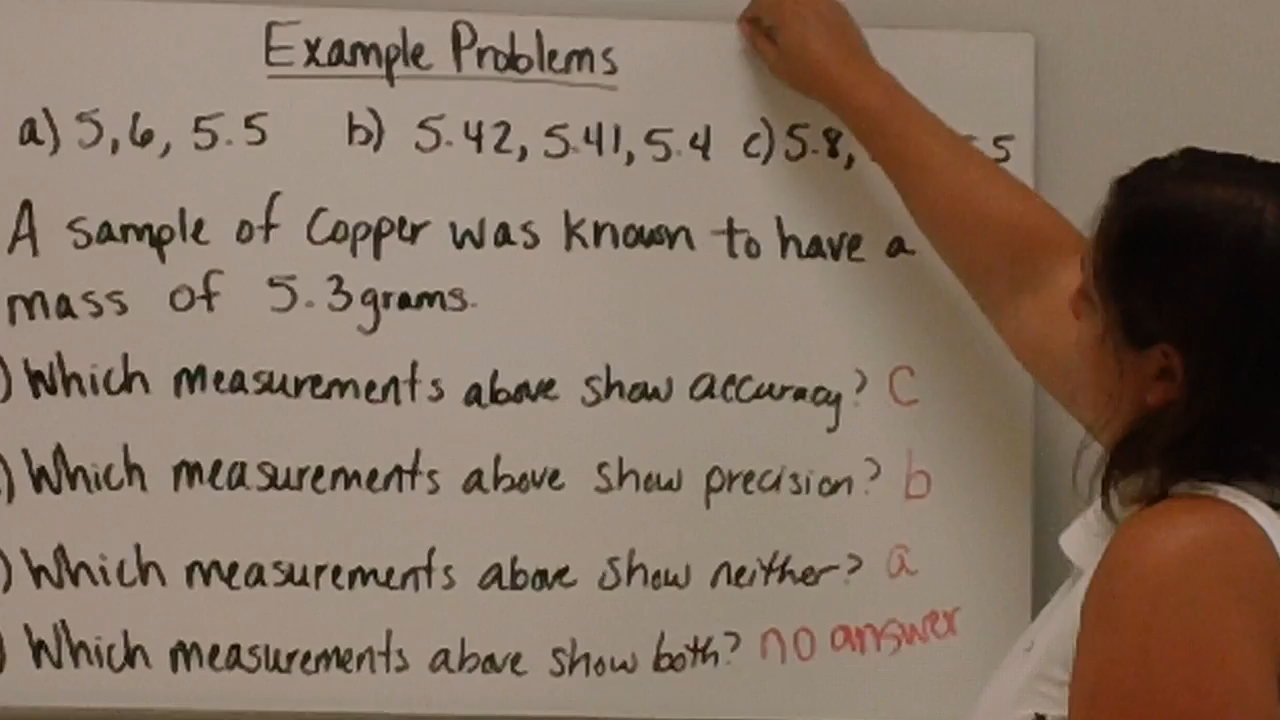 Example Problems
a) 5, 6, 5.5 b) 5.42, 5.41, 5.4 c) 5.8, 5
A sample of Copper was known to have a
mass of 5.3 grams.
) Which measurements above show accuracy? C
) Which measurements above show precision? b
) Which measurements above show neither? a
) Which measurements above show both? no answer